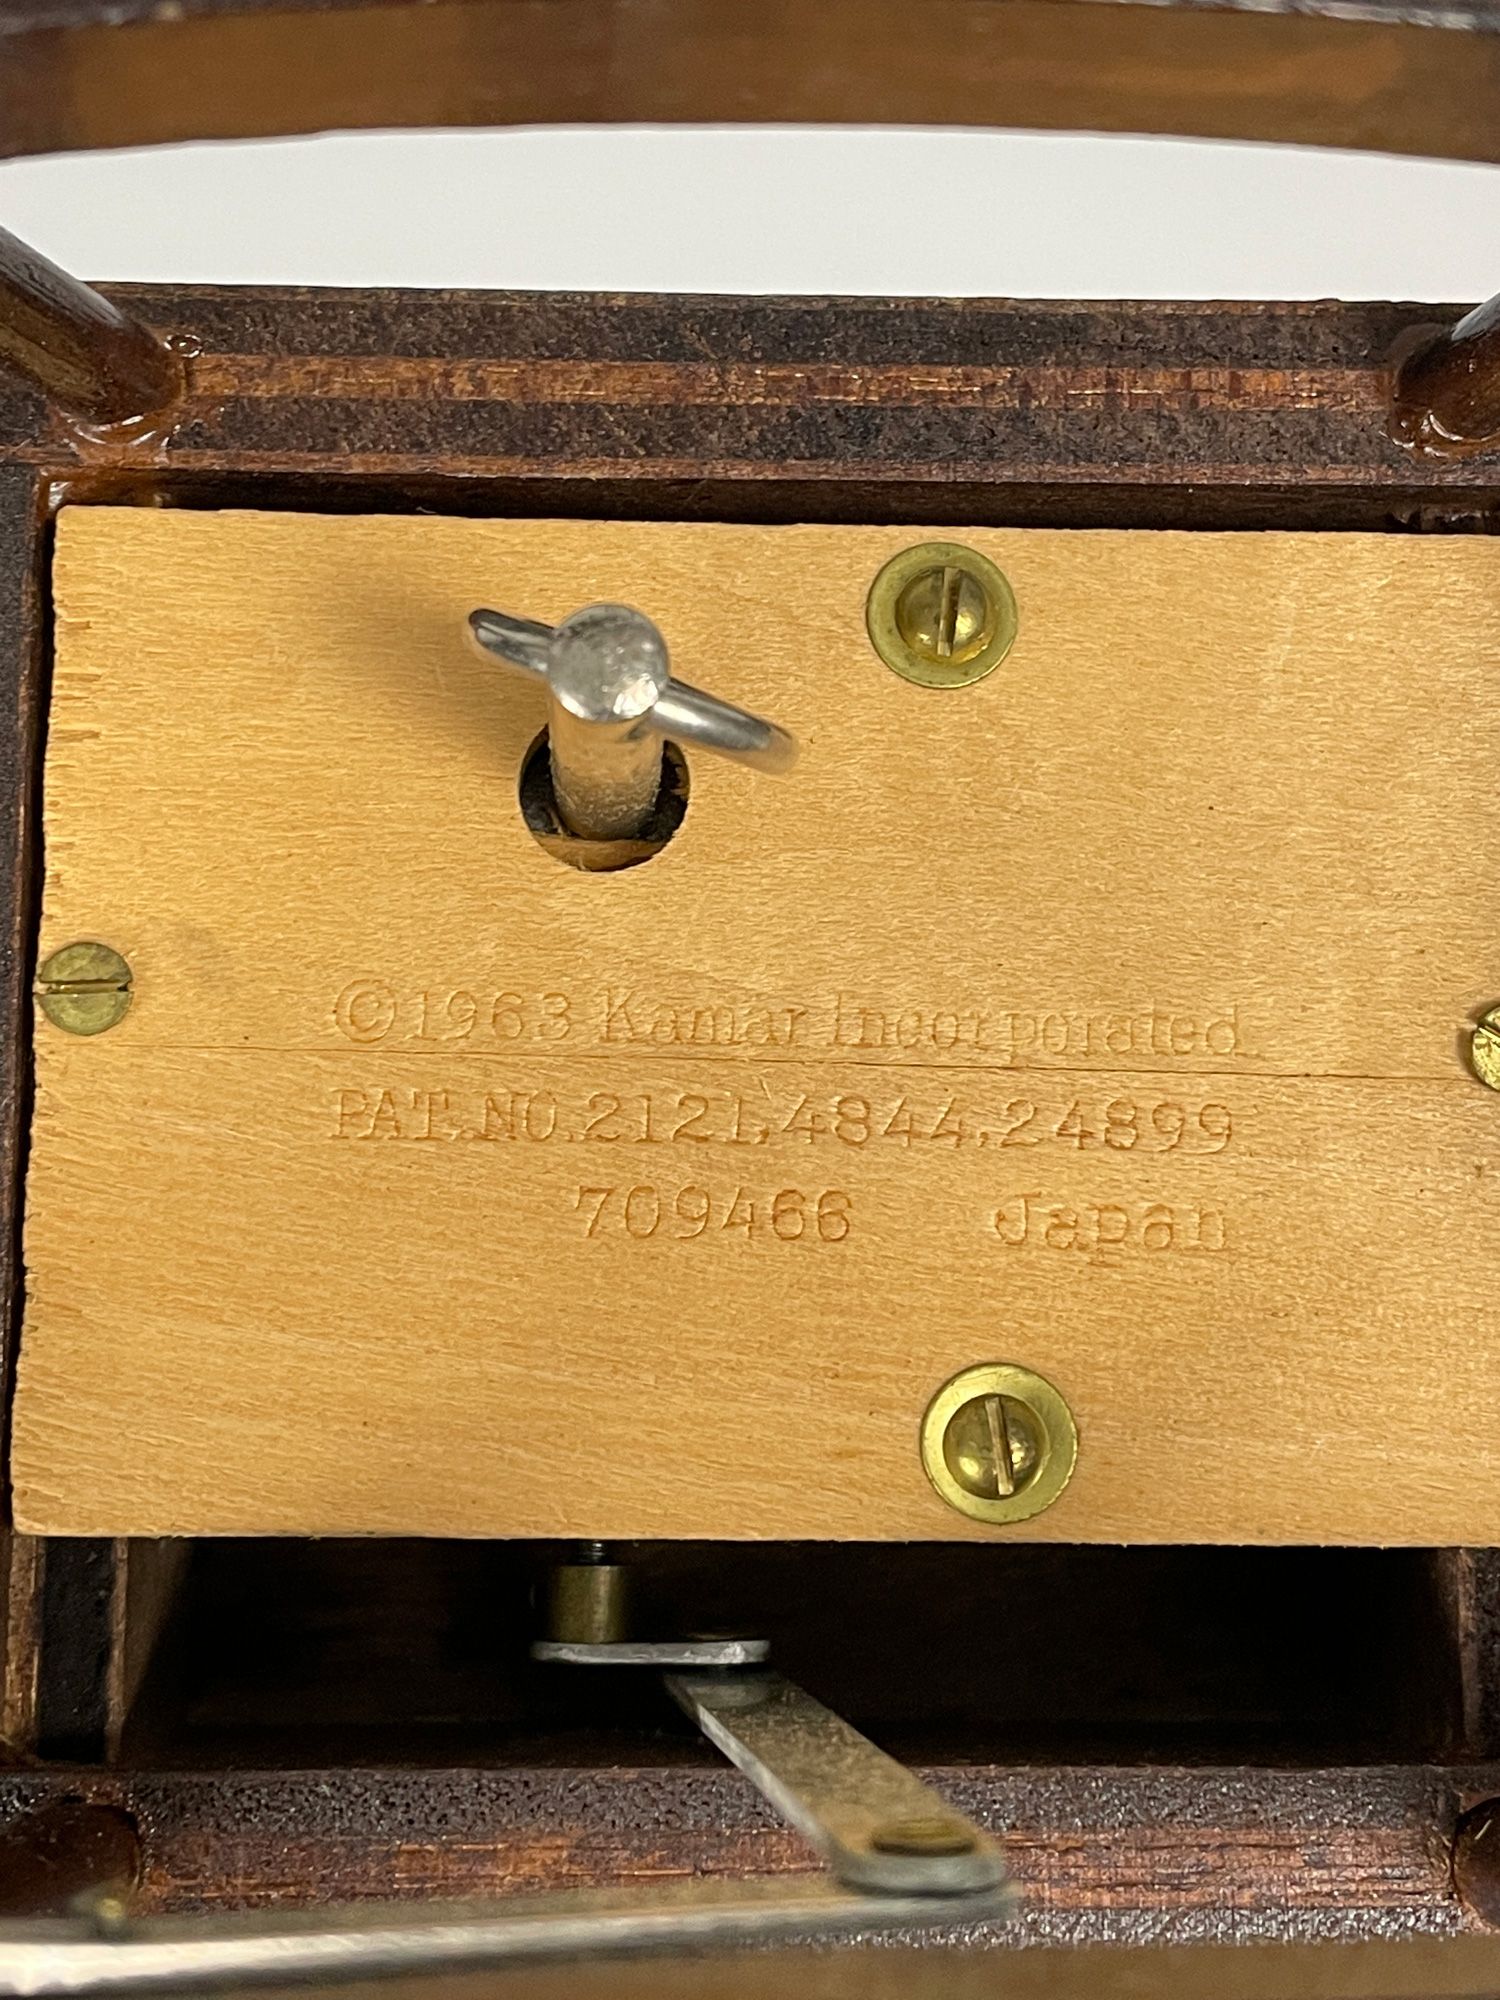 ©1963 Kamar Incorporated
PAT.NO.2121,4844,24899
709466 Japan